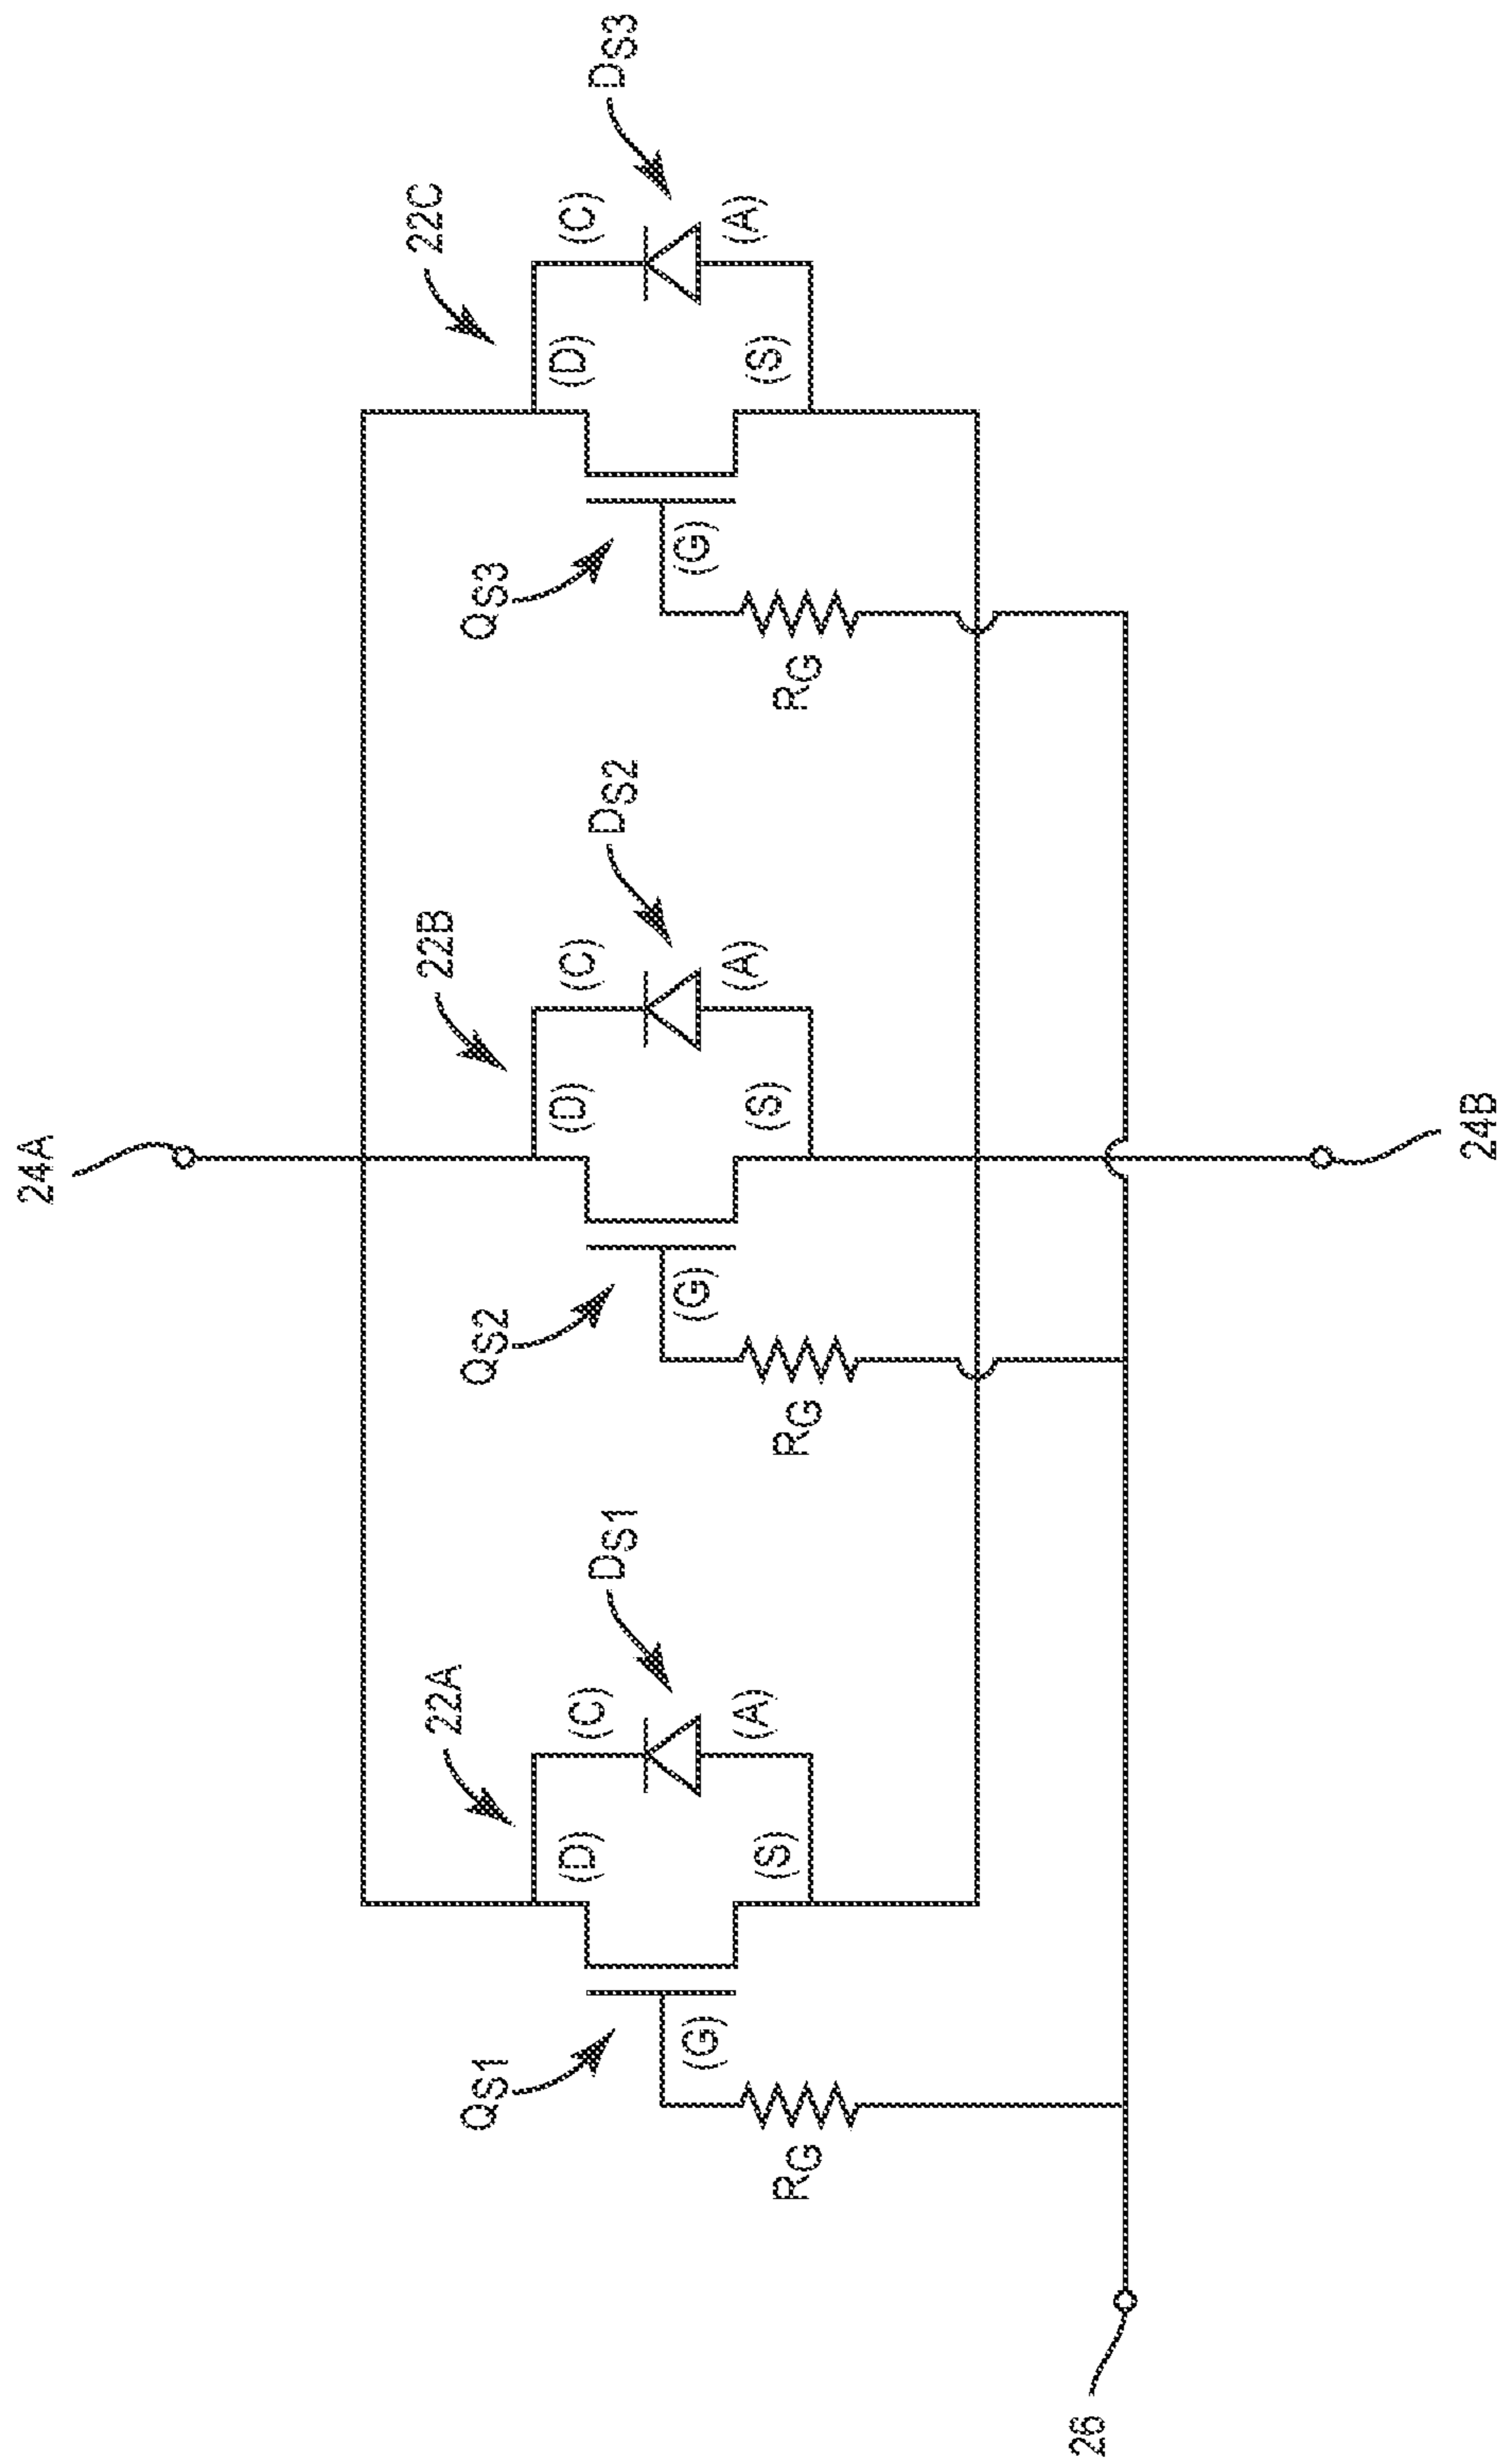 24A
22A
22B
22C
QS1
(D)
(C)
DS1
QS2
(D)
(C)
DS2
QS3
(D)
(C)
DS3
(G)
(S)
(A)
(G)
(S)
(A)
(G)
(S)
(A)
RG
RG
RG
26
24B